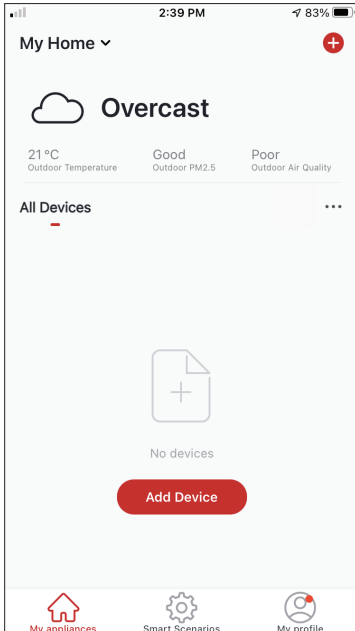 2:39 PM 83%
My Home
Overcast
21 °C Good Poor
Outdoor Temperature Outdoor PM2.5 Outdoor Air Quality
All Devices
No devices
Add Device
My appliances Smart Scenarios My profile